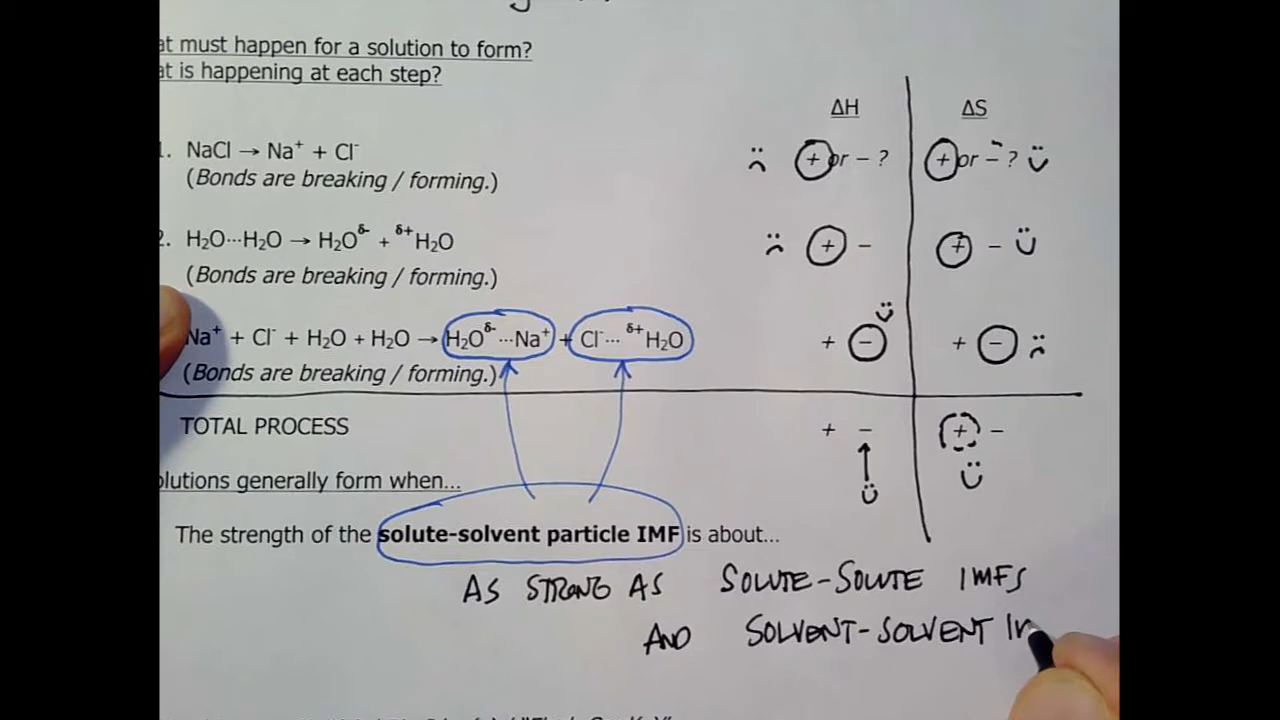 at must happen for a solution to form?
at is happening at each step?
ΔH ΔS
1. NaCl → Na⁺ + Cl⁻ + or – ? + or – ?
(Bonds are breaking / forming.)
2. H₂O···H₂O → H₂O^δ- + ^δ+H₂O + – + –
(Bonds are breaking / forming.)
Na⁺ + Cl⁻ + H₂O + H₂O → H₂O^δ- ···Na⁺ + Cl⁻··· ^δ+H₂O + – + –
(Bonds are breaking / forming.)
TOTAL PROCESS + – + –
olutions generally form when...
The strength of the solute-solvent particle IMF is about...
AS STRONG AS SOLUTE-SOLUTE IMFS
AND SOLVENT-SOLVENT